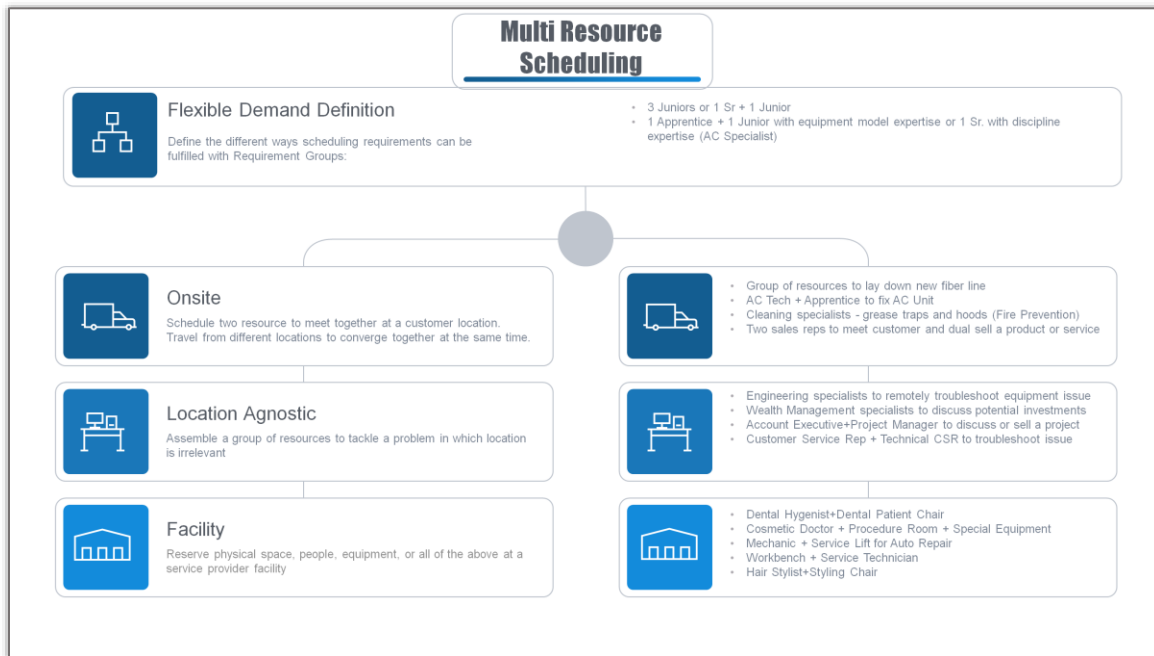 Multi Resource
Scheduling
Flexible Demand Definition
Define the different ways scheduling requirements can be
fulfilled with Requirement Groups:
• 3 Juniors or 1 Sr + 1 Junior
• 1 Apprentice + 1 Junior with equipment model expertise or 1 Sr. with discipline
expertise (AC Specialist)
Onsite
Schedule two resource to meet together at a customer location.
Travel from different locations to converge together at the same time.
• Group of resources to lay down new fiber line
• AC Tech + Apprentice to fix AC Unit
• Cleaning specialists - grease traps and hoods (Fire Prevention)
• Two sales reps to meet customer and dual sell a product or service
Location Agnostic
Assemble a group of resources to tackle a problem in which location
is irrelevant
• Engineering specialists to remotely troubleshoot equipment issue
• Wealth Management specialists to discuss potential investments
• Account Executive+Project Manager to discuss or sell a project
• Customer Service Rep + Technical CSR to troubleshoot issue
Facility
Reserve physical space, people, equipment, or all of the above at a
service provider facility
• Dental Hygenist+Dental Patient Chair
• Cosmetic Doctor + Procedure Room + Special Equipment
• Mechanic + Service Lift for Auto Repair
• Workbench + Service Technician
• Hair Stylist+Styling Chair